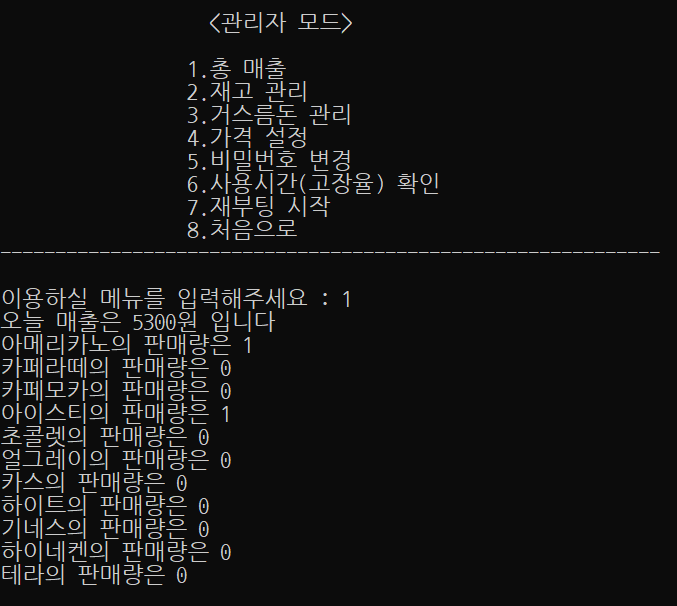 <관리자 모드>
1.총 매출
2.재고 관리
3.거스름돈 관리
4.가격 설정
5.비밀번호 변경
6.사용시간(고장율) 확인
7.재부팅 시작
8.처음으로
------------------------------------------------------------
이용하실 메뉴를 입력해주세요 : 1
오늘 매출은 5300원 입니다
아메리카노의 판매량은 1
카페라떼의 판매량은 0
카페모카의 판매량은 0
아이스티의 판매량은 1
초콜렛의 판매량은 0
얼그레이의 판매량은 0
카스의 판매량은 0
하이트의 판매량은 0
기네스의 판매량은 0
하이네켄의 판매량은 0
테라의 판매량은 0